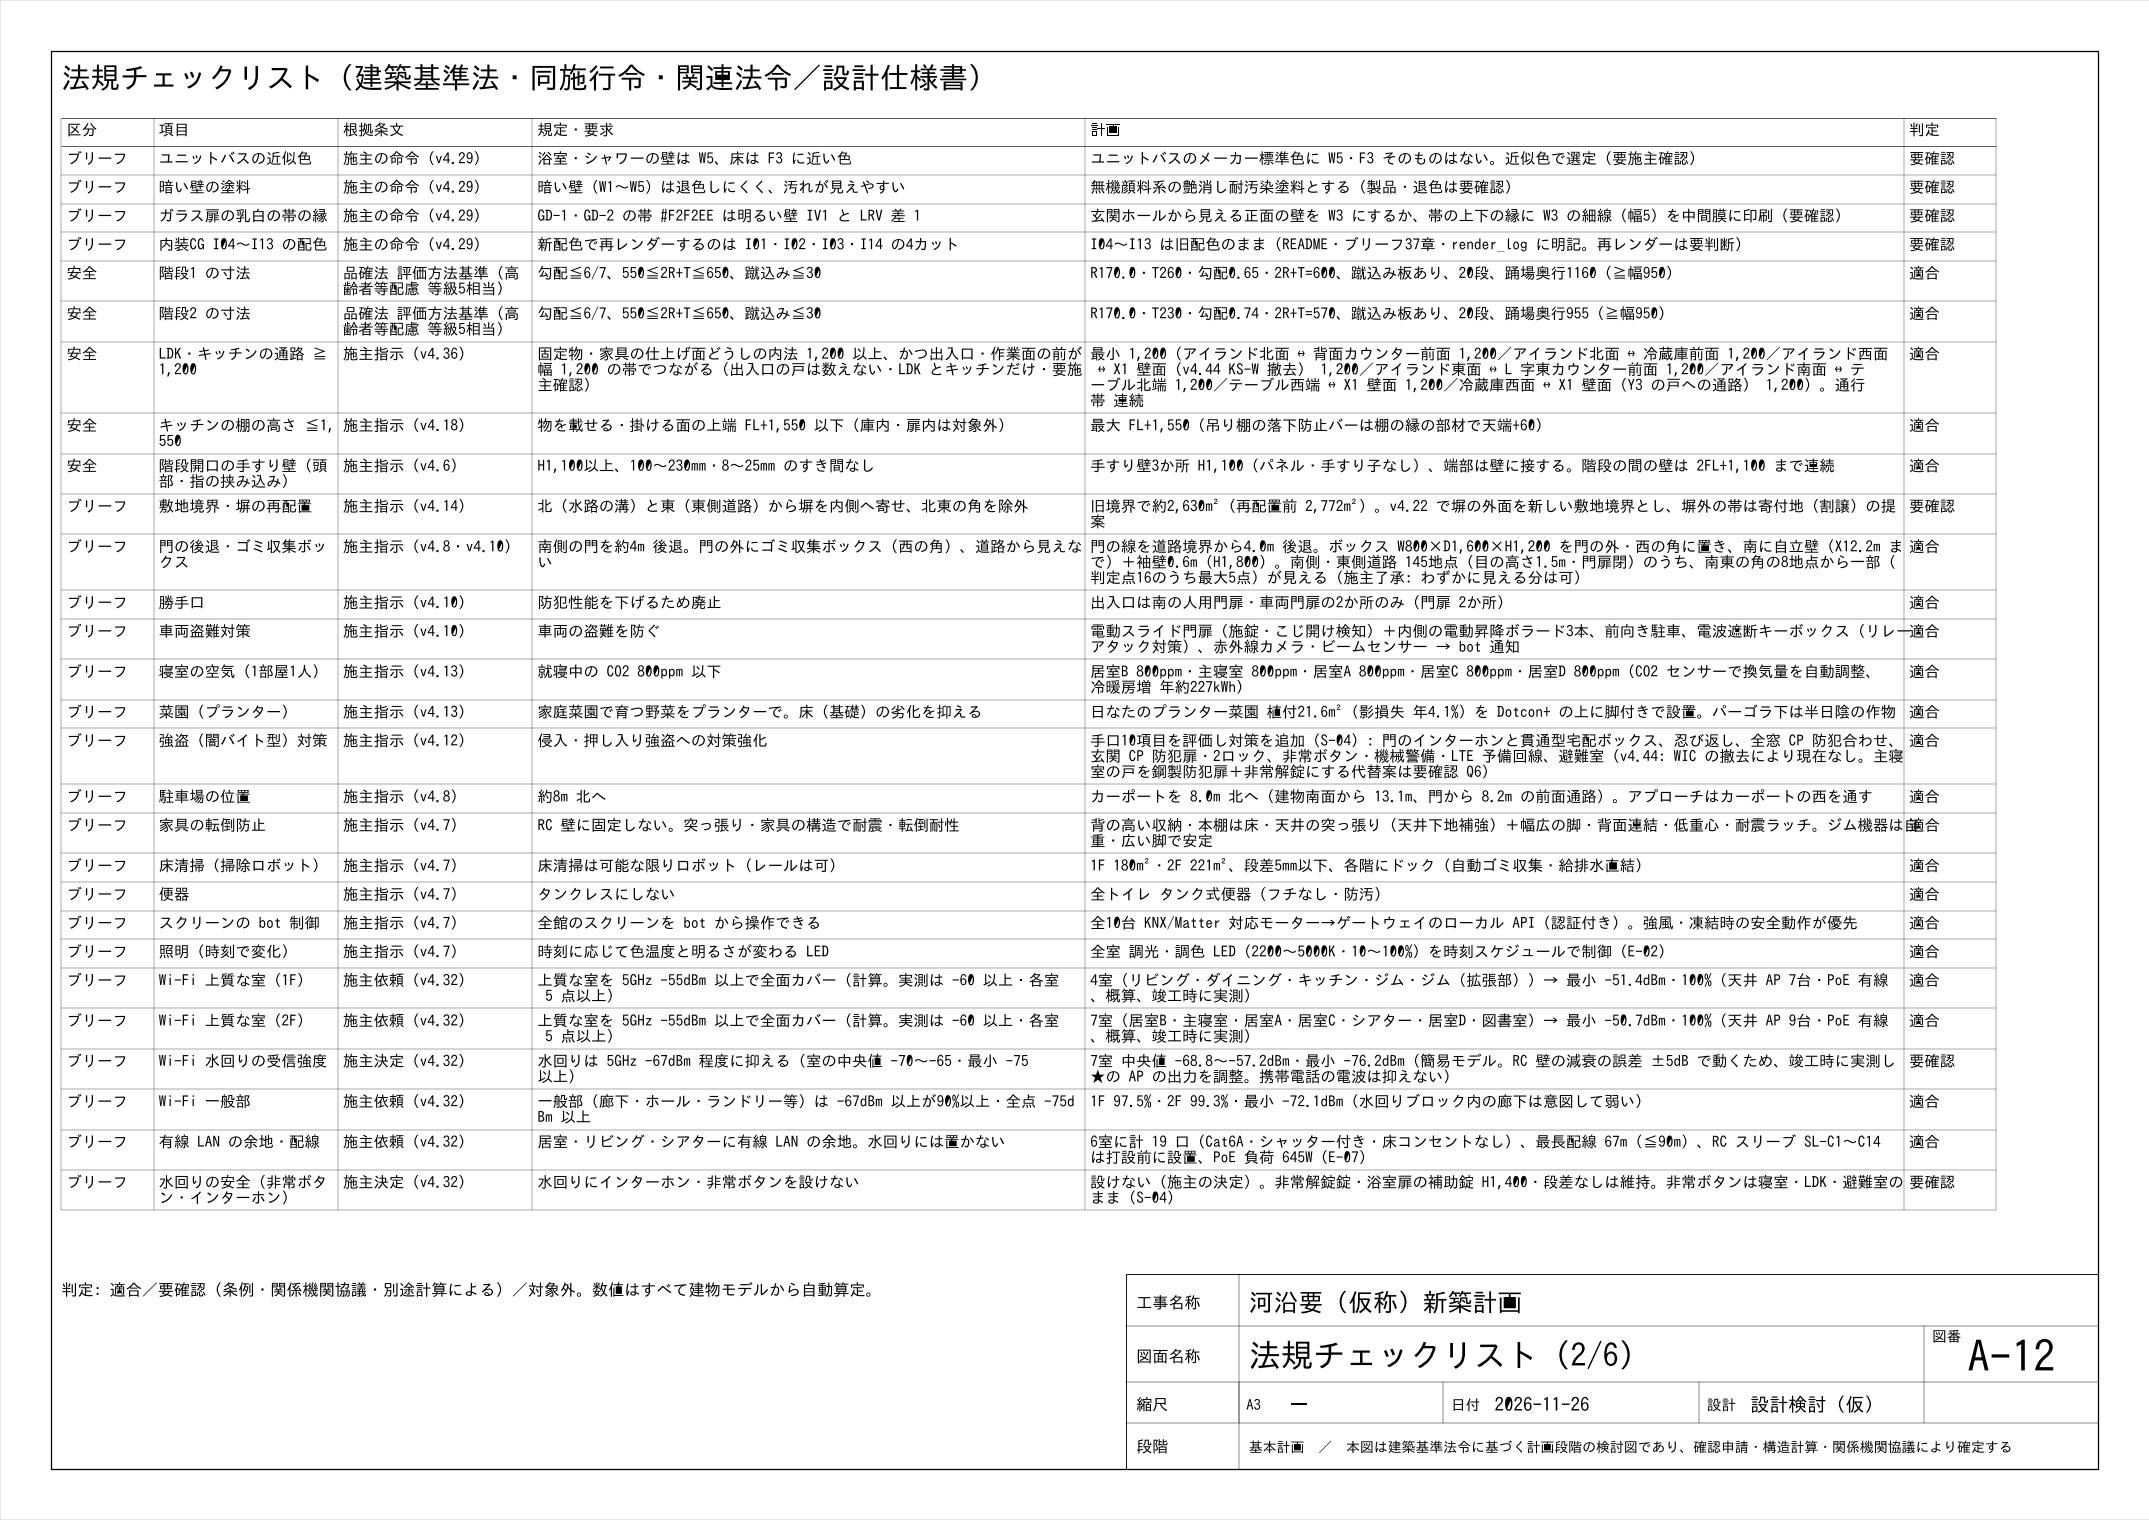 法規チェックリスト（建築基準法・同施行令・関連法令／設計仕様書）
区分 項目 根拠条文 規定・要求 計画 判定
ブリーフ ユニットバスの近似色 施主の命令（v4.29） 浴室・シャワーの壁は W5、床は F3 に近い色 ユニットバスのメーカー標準色に W5・F3 そのものはない。近似色で選定（要施主確認） 要確認
ブリーフ 暗い壁の塗料 施主の命令（v4.29） 暗い壁（W1～W5）は退色しにくく、汚れが見えやすい 無機顔料系の艶消し耐汚染塗料とする（製品・退色は要確認） 要確認
ブリーフ ガラス扉の乳白の帯の縁 施主の命令（v4.29） GD-1・GD-2 の帯 #F2F2EE は明るい壁 IV1 と LRV 差 1 玄関ホールから見える正面の壁を W3 にするか、帯の上下の縁に W3 の細線（幅5）を中間膜に印刷（要確認） 要確認
ブリーフ 内装CG I04～I13 の配色 施主の命令（v4.29） 新配色で再レンダーするのは I01・I02・I03・I14 の4カット I04～I13 は旧配色のまま（README・ブリーフ37章・render_log に明記。再レンダーは要判断） 要確認
安全 階段1 の寸法 品確法 評価方法基準（高 勾配≦6/7、550≦2R+T≦650、蹴込み≦30 R170.0・T260・勾配0.65・2R+T=600、蹴込み板あり、20段、踊場奥行1160（≧幅950） 適合
齢者等配慮 等級5相当）
安全 階段2 の寸法 品確法 評価方法基準（高 勾配≦6/7、550≦2R+T≦650、蹴込み≦30 R170.0・T230・勾配0.74・2R+T=570、蹴込み板あり、20段、踊場奥行955（≧幅950） 適合
齢者等配慮 等級5相当）
安全 LDK・キッチンの通路 ≧ 施主指示（v4.36） 固定物・家具の仕上げ面どうしの内法 1,200 以上、かつ出入口・作業面の前が 最小 1,200（アイランド北面 ⇔ 背面カウンター前面 1,200／アイランド北面 ⇔ 冷蔵庫前面 1,200／アイランド西面 適合
1,200 幅 1,200 の帯でつながる（出入口の戸は数えない・LDK とキッチンだけ・要施 ⇔ X1 壁面（v4.44 KS-W 撤去） 1,200／アイランド東面 ⇔ L 字東カウンター前面 1,200／アイランド南面 ⇔ テ
主確認） ーブル北端 1,200／テーブル西端 ⇔ X1 壁面 1,200／冷蔵庫西面 ⇔ X1 壁面（Y3 の戸への通路） 1,200）。通行
帯 連続
安全 キッチンの棚の高さ ≦1, 施主指示（v4.18） 物を載せる・掛ける面の上端 FL+1,550 以下（庫内・扉内は対象外） 最大 FL+1,550（吊り棚の落下防止バーは棚の縁の部材で天端+60） 適合
550
安全 階段開口の手すり壁（頭 施主指示（v4.6） H1,100以上、100～230mm・8～25mm のすき間なし 手すり壁3か所 H1,100（パネル・手すり子なし）、端部は壁に接する。階段の間の壁は 2FL+1,100 まで連続 適合
部・指の挟み込み）
ブリーフ 敷地境界・塀の再配置 施主指示（v4.14） 北（水路の溝）と東（東側道路）から塀を内側へ寄せ、北東の角を除外 旧境界で約2,630m²（再配置前 2,772m²）。v4.22 で塀の外面を新しい敷地境界とし、塀外の帯は寄付地（割譲）の提 要確認
案
ブリーフ 門の後退・ゴミ収集ボッ 施主指示（v4.8・v4.10） 南側の門を約4m 後退。門の外にゴミ収集ボックス（西の角）、道路から見えな 門の線を道路境界から4.0m 後退。ボックス W800×D1,600×H1,200 を門の外・西の角に置き、南に自立壁（X12.2m ま 適合
クス い で）＋袖壁0.6m（H1,800）。南側・東側道路 145地点（目の高さ1.5m・門扉閉）のうち、南東の角の8地点から一部（
判定点16のうち最大5点）が見える（施主了承: わずかに見える分は可）
ブリーフ 勝手口 施主指示（v4.10） 防犯性能を下げるため廃止 出入口は南の人用門扉・車両門扉の2か所のみ（門扉 2か所） 適合
ブリーフ 車両盗難対策 施主指示（v4.10） 車両の盗難を防ぐ 電動スライド門扉（施錠・こじ開け検知）＋内側の電動昇降ボラード3本、前向き駐車、電波遮断キーボックス（リレー 適合
アタック対策）、赤外線カメラ・ビームセンサー → bot 通知
ブリーフ 寝室の空気（1部屋1人） 施主指示（v4.13） 就寝中の CO2 800ppm 以下 居室B 800ppm・主寝室 800ppm・居室A 800ppm・居室C 800ppm・居室D 800ppm（CO2 センサーで換気量を自動調整、 適合
冷暖房増 年約227kWh）
ブリーフ 菜園（プランター） 施主指示（v4.13） 家庭菜園で育つ野菜をプランターで。床（基礎）の劣化を抑える 日なたのプランター菜園 植付21.6m²（影損失 年4.1%）を Dotcon+ の上に脚付きで設置。パーゴラ下は半日陰の作物 適合
ブリーフ 強盗（闇バイト型）対策 施主指示（v4.12） 侵入・押し入り強盗への対策強化 手口10項目を評価し対策を追加（S-04）: 門のインターホンと貫通型宅配ボックス、忍び返し、全窓 CP 防犯合わせ、 適合
玄関 CP 防犯扉・2ロック、非常ボタン・機械警備・LTE 予備回線、避難室（v4.44: WIC の撤去により現在なし。主寝
室の戸を鋼製防犯扉＋非常解錠にする代替案は要確認 Q6）
ブリーフ 駐車場の位置 施主指示（v4.8） 約8m 北へ カーポートを 8.0m 北へ（建物南面から 13.1m、門から 8.2m の前面通路）。アプローチはカーポートの西を通す 適合
ブリーフ 家具の転倒防止 施主指示（v4.7） RC 壁に固定しない。突っ張り・家具の構造で耐震・転倒耐性 背の高い収納・本棚は床・天井の突っ張り（天井下地補強）＋幅広の脚・背面連結・低重心・耐震ラッチ。ジム機器は自 適合
重・広い脚で安定
ブリーフ 床清掃（掃除ロボット） 施主指示（v4.7） 床清掃は可能な限りロボット（レールは可） 1F 180m²・2F 221m²、段差5mm以下、各階にドック（自動ゴミ収集・給排水直結） 適合
ブリーフ 便器 施主指示（v4.7） タンクレスにしない 全トイレ タンク式便器（フチなし・防汚） 適合
ブリーフ スクリーンの bot 制御 施主指示（v4.7） 全館のスクリーンを bot から操作できる 全10台 KNX/Matter 対応モーター→ゲートウェイのローカル API（認証付き）。強風・凍結時の安全動作が優先 適合
ブリーフ 照明（時刻で変化） 施主指示（v4.7） 時刻に応じて色温度と明るさが変わる LED 全室 調光・調色 LED（2200～5000K・10～100%）を時刻スケジュールで制御（E-02） 適合
ブリーフ Wi-Fi 上質な室（1F） 施主依頼（v4.32） 上質な室を 5GHz -55dBm 以上で全面カバー（計算。実測は -60 以上・各室 4室（リビング・ダイニング・キッチン・ジム・ジム（拡張部））→ 最小 -51.4dBm・100%（天井 AP 7台・PoE 有線 適合
5 点以上） 、概算、竣工時に実測）
ブリーフ Wi-Fi 上質な室（2F） 施主依頼（v4.32） 上質な室を 5GHz -55dBm 以上で全面カバー（計算。実測は -60 以上・各室 7室（居室B・主寝室・居室A・居室C・シアター・居室D・図書室）→ 最小 -50.7dBm・100%（天井 AP 9台・PoE 有線 適合
5 点以上） 、概算、竣工時に実測）
ブリーフ Wi-Fi 水回りの受信強度 施主決定（v4.32） 水回りは 5GHz -67dBm 程度に抑える（室の中央値 -70～-65・最小 -75 7室 中央値 -68.8～-57.2dBm・最小 -76.2dBm（簡易モデル。RC 壁の減衰の誤差 ±5dB で動くため、竣工時に実測し 要確認
以上） ★の AP の出力を調整。携帯電話の電波は抑えない）
ブリーフ Wi-Fi 一般部 施主依頼（v4.32） 一般部（廊下・ホール・ランドリー等）は -67dBm 以上が90%以上・全点 -75d 1F 97.5%・2F 99.3%・最小 -72.1dBm（水回りブロック内の廊下は意図して弱い） 適合
Bm 以上
ブリーフ 有線 LAN の余地・配線 施主依頼（v4.32） 居室・リビング・シアターに有線 LAN の余地。水回りには置かない 6室に計 19 口（Cat6A・シャッター付き・床コンセントなし）、最長配線 67m（≦90m）、RC スリーブ SL-C1～C14 適合
は打設前に設置、PoE 負荷 645W（E-07）
ブリーフ 水回りの安全（非常ボタ 施主決定（v4.32） 水回りにインターホン・非常ボタンを設けない 設けない（施主の決定）。非常解錠錠・浴室扉の補助錠 H1,400・段差なしは維持。非常ボタンは寝室・LDK・避難室の 要確認
ン・インターホン） まま（S-04）
判定: 適合／要確認（条例・関係機関協議・別途計算による）／対象外。数値はすべて建物モデルから自動算定。
工事名称 河沿要（仮称）新築計画
図面名称 法規チェックリスト（2/6） 図番 A-12
縮尺 A3 ― 日付 2026-11-26 設計 設計検討（仮）
段階 基本計画 ／ 本図は建築基準法令に基づく計画段階の検討図であり、確認申請・構造計算・関係機関協議により確定する